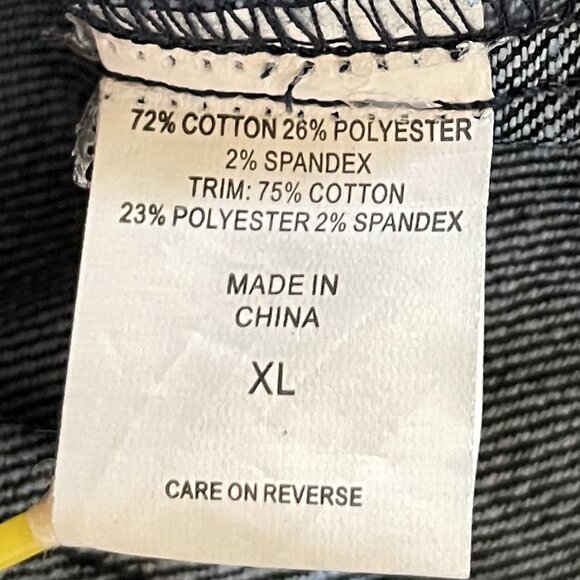 72% COTTON 26% POLYESTER
2% SPANDEX
TRIM: 75% COTTON
23% POLYESTER 2% SPANDEX
MADE IN
CHINA
XL
CARE ON REVERSE